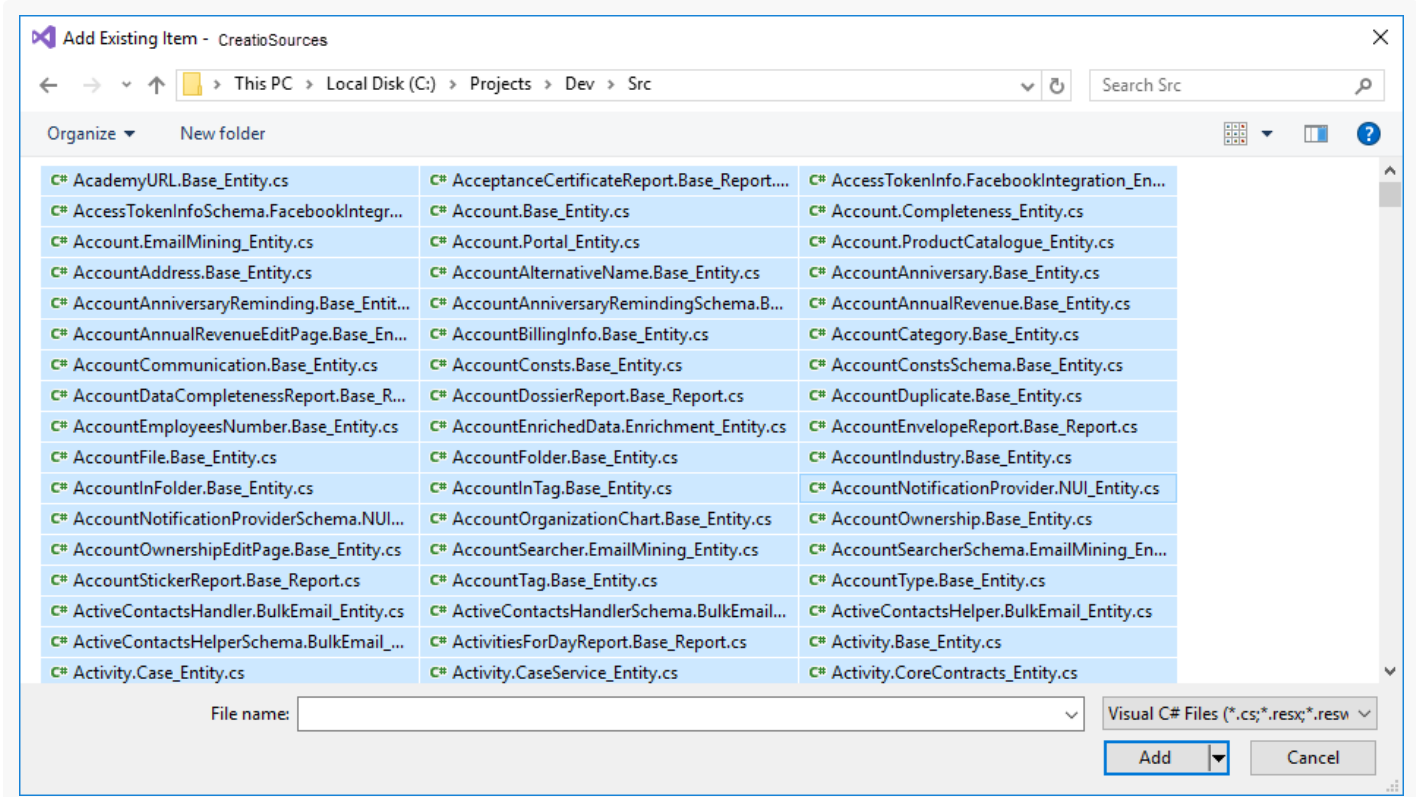 Add Existing Item - CreatioSources
This PC > Local Disk (C:) > Projects > Dev > Src
Search Src
Organize
New folder
C# AcademyURL.Base_Entity.cs C# AcceptanceCertificateReport.Base_Report.... C# AccessTokenInfo.FacebookIntegration_En...
C# AccessTokenInfoSchema.FacebookIntegr... C# Account.Base_Entity.cs C# Account.Completeness_Entity.cs
C# Account.EmailMining_Entity.cs C# Account.Portal_Entity.cs C# Account.ProductCatalogue_Entity.cs
C# AccountAddress.Base_Entity.cs C# AccountAlternativeName.Base_Entity.cs C# AccountAnniversary.Base_Entity.cs
C# AccountAnniversaryReminding.Base_Entit... C# AccountAnniversaryRemindingSchema.B... C# AccountAnnualRevenue.Base_Entity.cs
C# AccountAnnualRevenueEditPage.Base_En... C# AccountBillingInfo.Base_Entity.cs C# AccountCategory.Base_Entity.cs
C# AccountCommunication.Base_Entity.cs C# AccountConsts.Base_Entity.cs C# AccountConstsSchema.Base_Entity.cs
C# AccountDataCompletenessReport.Base_R... C# AccountDossierReport.Base_Report.cs C# AccountDuplicate.Base_Entity.cs
C# AccountEmployeesNumber.Base_Entity.cs C# AccountEnrichedData.Enrichment_Entity.cs C# AccountEnvelopeReport.Base_Report.cs
C# AccountFile.Base_Entity.cs C# AccountFolder.Base_Entity.cs C# AccountIndustry.Base_Entity.cs
C# AccountInFolder.Base_Entity.cs C# AccountInTag.Base_Entity.cs C# AccountNotificationProvider.NUI_Entity.cs
C# AccountNotificationProviderSchema.NUI... C# AccountOrganizationChart.Base_Entity.cs C# AccountOwnership.Base_Entity.cs
C# AccountOwnershipEditPage.Base_Entity.cs C# AccountSearcher.EmailMining_Entity.cs C# AccountSearcherSchema.EmailMining_En...
C# AccountStickerReport.Base_Report.cs C# AccountTag.Base_Entity.cs C# AccountType.Base_Entity.cs
C# ActiveContactsHandler.BulkEmail_Entity.cs C# ActiveContactsHandlerSchema.BulkEmail... C# ActiveContactsHelper.BulkEmail_Entity.cs
C# ActiveContactsHelperSchema.BulkEmail_... C# ActivitiesForDayReport.Base_Report.cs C# Activity.Base_Entity.cs
C# Activity.Case_Entity.cs C# Activity.CaseService_Entity.cs C# Activity.CoreContracts_Entity.cs
File name:
Visual C# Files (*.cs;*.resx;*.resw
Add
Cancel